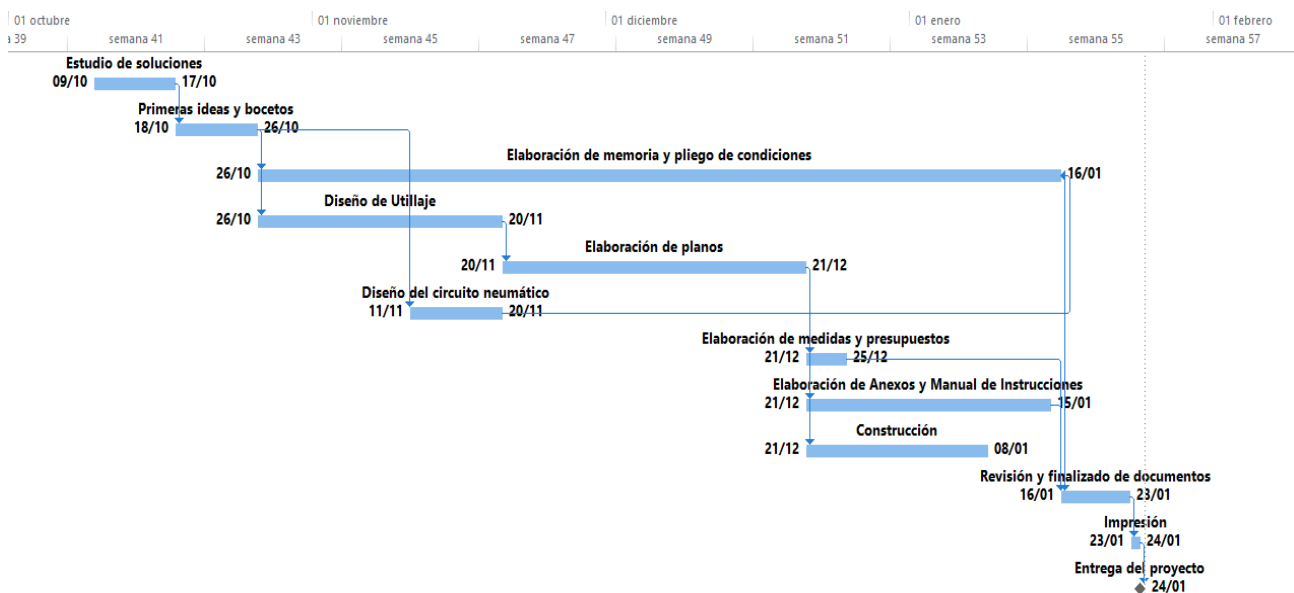 01 octubre 01 noviembre 01 diciembre 01 enero 01 febrero
39 semana 41 semana 43 semana 45 semana 47 semana 49 semana 51 semana 53 semana 55 semana 57
Estudio de soluciones
09/10 17/10
Primeras ideas y bocetos
18/10 26/10
Elaboración de memoria y pliego de condiciones
26/10 16/01
Diseño de Utillaje
26/10 20/11
Elaboración de planos
20/11 21/12
Diseño del circuito neumático
11/11 20/11
Elaboración de medidas y presupuestos
21/12 25/12
Elaboración de Anexos y Manual de Instrucciones
21/12 15/01
Construcción
21/12 08/01
Revisión y finalizado de documentos
16/01 23/01
Impresión
23/01 24/01
Entrega del proyecto
24/01